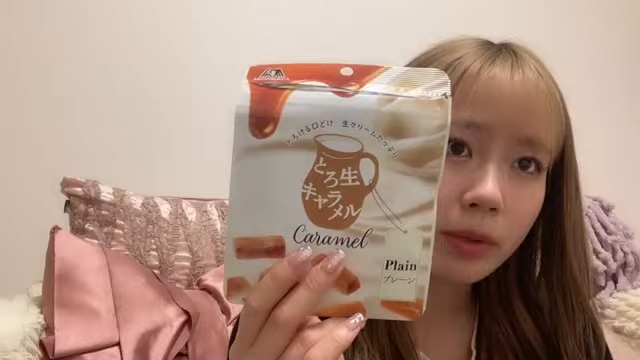 とろける口どけ 生クリームたっぷり
とろ生
キャラメル
Caramel
Plain
プレーン